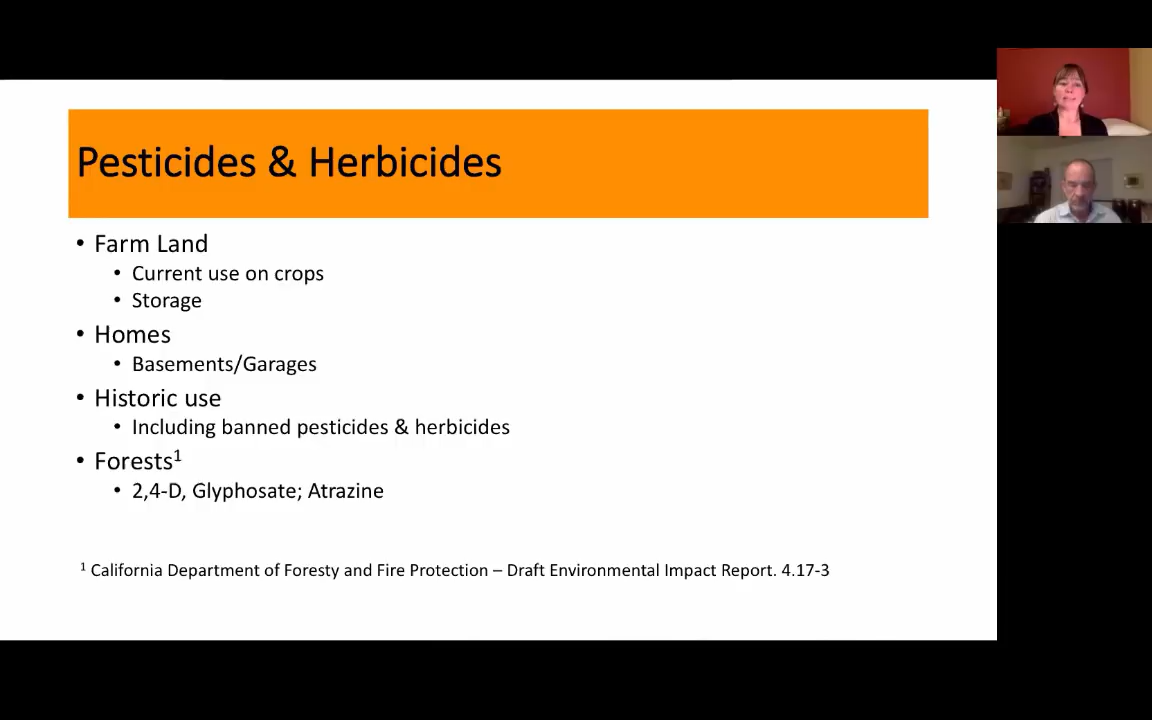 Pesticides & Herbicides
• Farm Land
• Current use on crops
• Storage
• Homes
• Basements/Garages
• Historic use
• Including banned pesticides & herbicides
• Forests¹
• 2,4-D, Glyphosate; Atrazine
¹ California Department of Foresty and Fire Protection – Draft Environmental Impact Report. 4.17-3